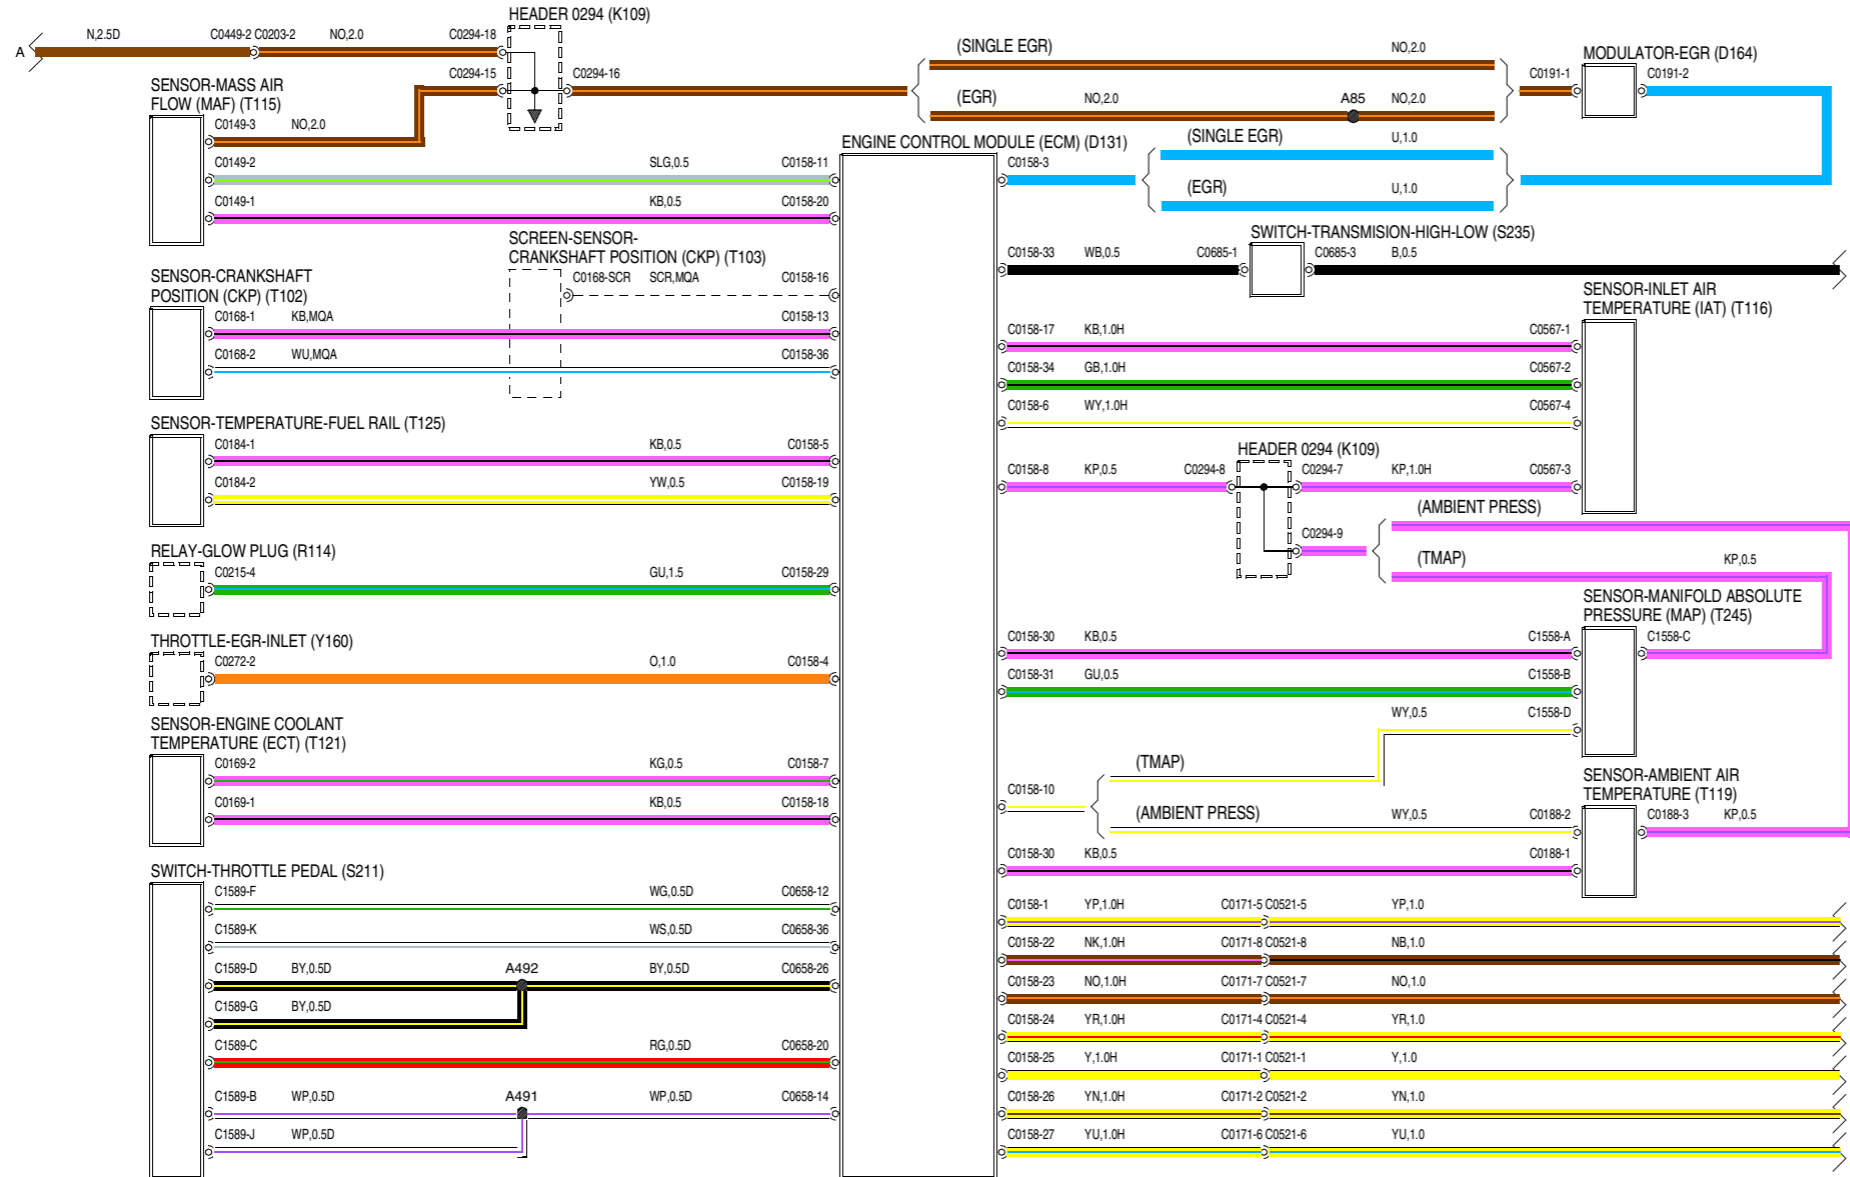 HEADER 0294 (K109)
A
N,2.5D
C0449-2 C0203-2
NO,2.0
C0294-18
C0294-15
C0294-16
(SINGLE EGR)
NO,2.0
(EGR)
NO,2.0
A85
NO,2.0
C0191-1
MODULATOR-EGR (D164)
C0191-2
SENSOR-MASS AIR
FLOW (MAF) (T115)
C0149-3
NO,2.0
C0149-2
SLG,0.5
C0158-11
C0149-1
KB,0.5
C0158-20
ENGINE CONTROL MODULE (ECM) (D131)
C0158-3
(SINGLE EGR)
U,1.0
(EGR)
U,1.0
SCREEN-SENSOR-
CRANKSHAFT POSITION (CKP) (T103)
C0168-SCR
SCR,MQA
C0158-16
SWITCH-TRANSMISION-HIGH-LOW (S235)
C0158-33
WB,0.5
C0685-1
C0685-3
B,0.5
SENSOR-CRANKSHAFT
POSITION (CKP) (T102)
C0168-1
KB,MQA
C0158-13
C0168-2
WU,MQA
C0158-36
SENSOR-INLET AIR
TEMPERATURE (IAT) (T116)
C0158-17
KB,1.0H
C0567-1
C0158-34
GB,1.0H
C0567-2
C0158-6
WY,1.0H
C0567-4
SENSOR-TEMPERATURE-FUEL RAIL (T125)
C0184-1
KB,0.5
C0158-5
C0184-2
YW,0.5
C0158-19
HEADER 0294 (K109)
C0158-8
KP,0.5
C0294-8
C0294-7
KP,1.0H
C0567-3
C0294-9
(AMBIENT PRESS)
(TMAP)
KP,0.5
RELAY-GLOW PLUG (R114)
C0215-4
GU,1.5
C0158-29
SENSOR-MANIFOLD ABSOLUTE
PRESSURE (MAP) (T245)
C0158-30
KB,0.5
C1558-A
C1558-C
C0158-31
GU,0.5
C1558-B
WY,0.5
C1558-D
THROTTLE-EGR-INLET (Y160)
C0272-2
O,1.0
C0158-4
SENSOR-ENGINE COOLANT
TEMPERATURE (ECT) (T121)
C0169-2
KG,0.5
C0158-7
C0169-1
KB,0.5
C0158-18
(TMAP)
C0158-10
(AMBIENT PRESS)
WY,0.5
C0188-2
SENSOR-AMBIENT AIR
TEMPERATURE (T119)
C0188-3
KP,0.5
C0158-30
KB,0.5
C0188-1
SWITCH-THROTTLE PEDAL (S211)
C1589-F
WG,0.5D
C0658-12
C1589-K
WS,0.5D
C0658-36
C1589-D
BY,0.5D
A492
BY,0.5D
C0658-26
C1589-G
BY,0.5D
C1589-C
RG,0.5D
C0658-20
C1589-B
WP,0.5D
A491
WP,0.5D
C0658-14
C1589-J
WP,0.5D
C0158-1
YP,1.0H
C0171-5 C0521-5
YP,1.0
C0158-22
NK,1.0H
C0171-8 C0521-8
NB,1.0
C0158-23
NO,1.0H
C0171-7 C0521-7
NO,1.0
C0158-24
YR,1.0H
C0171-4 C0521-4
YR,1.0
C0158-25
Y,1.0H
C0171-1 C0521-1
Y,1.0
C0158-26
YN,1.0H
C0171-2 C0521-2
YN,1.0
C0158-27
YU,1.0H
C0171-6 C0521-6
YU,1.0